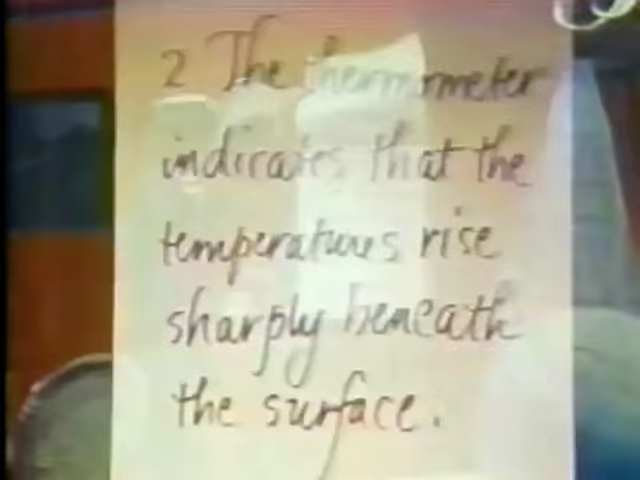 2 The thermometer
indicates that the
temperatures rise
sharply beneath
the surface.